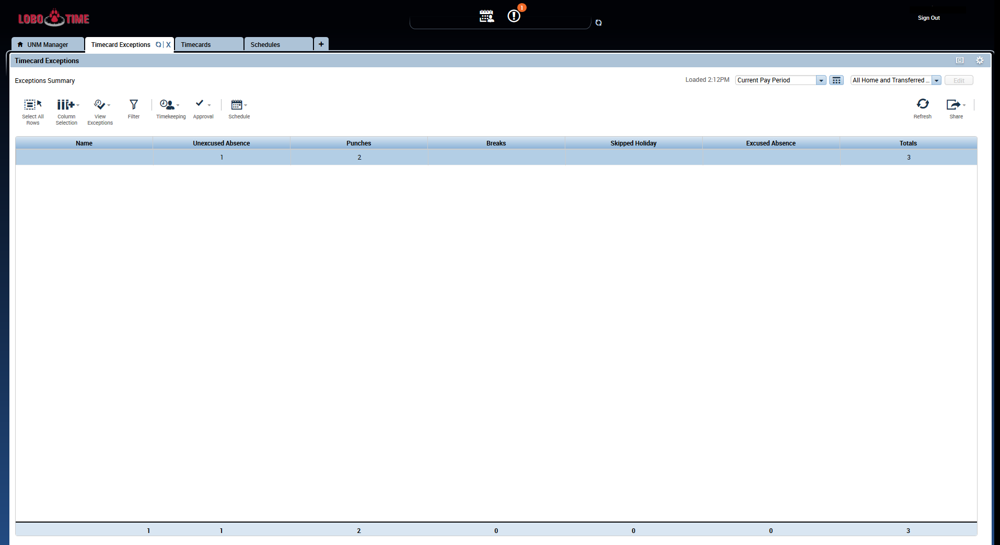 LOBO TIME
1
Sign Out
UNM Manager
Timecard Exceptions X
Timecards
Schedules
+
Timecard Exceptions
Exceptions Summary
Loaded 2:12PM
Current Pay Period
All Home and Transferred ...
Edit
Select All
Rows
Column
Selection
View
Exceptions
Filter
Timekeeping
Approval
Schedule
Refresh
Share
Name Unexcused Absence Punches Breaks Skipped Holiday Excused Absence Totals
1 2 3
1 1 2 0 0 0 3